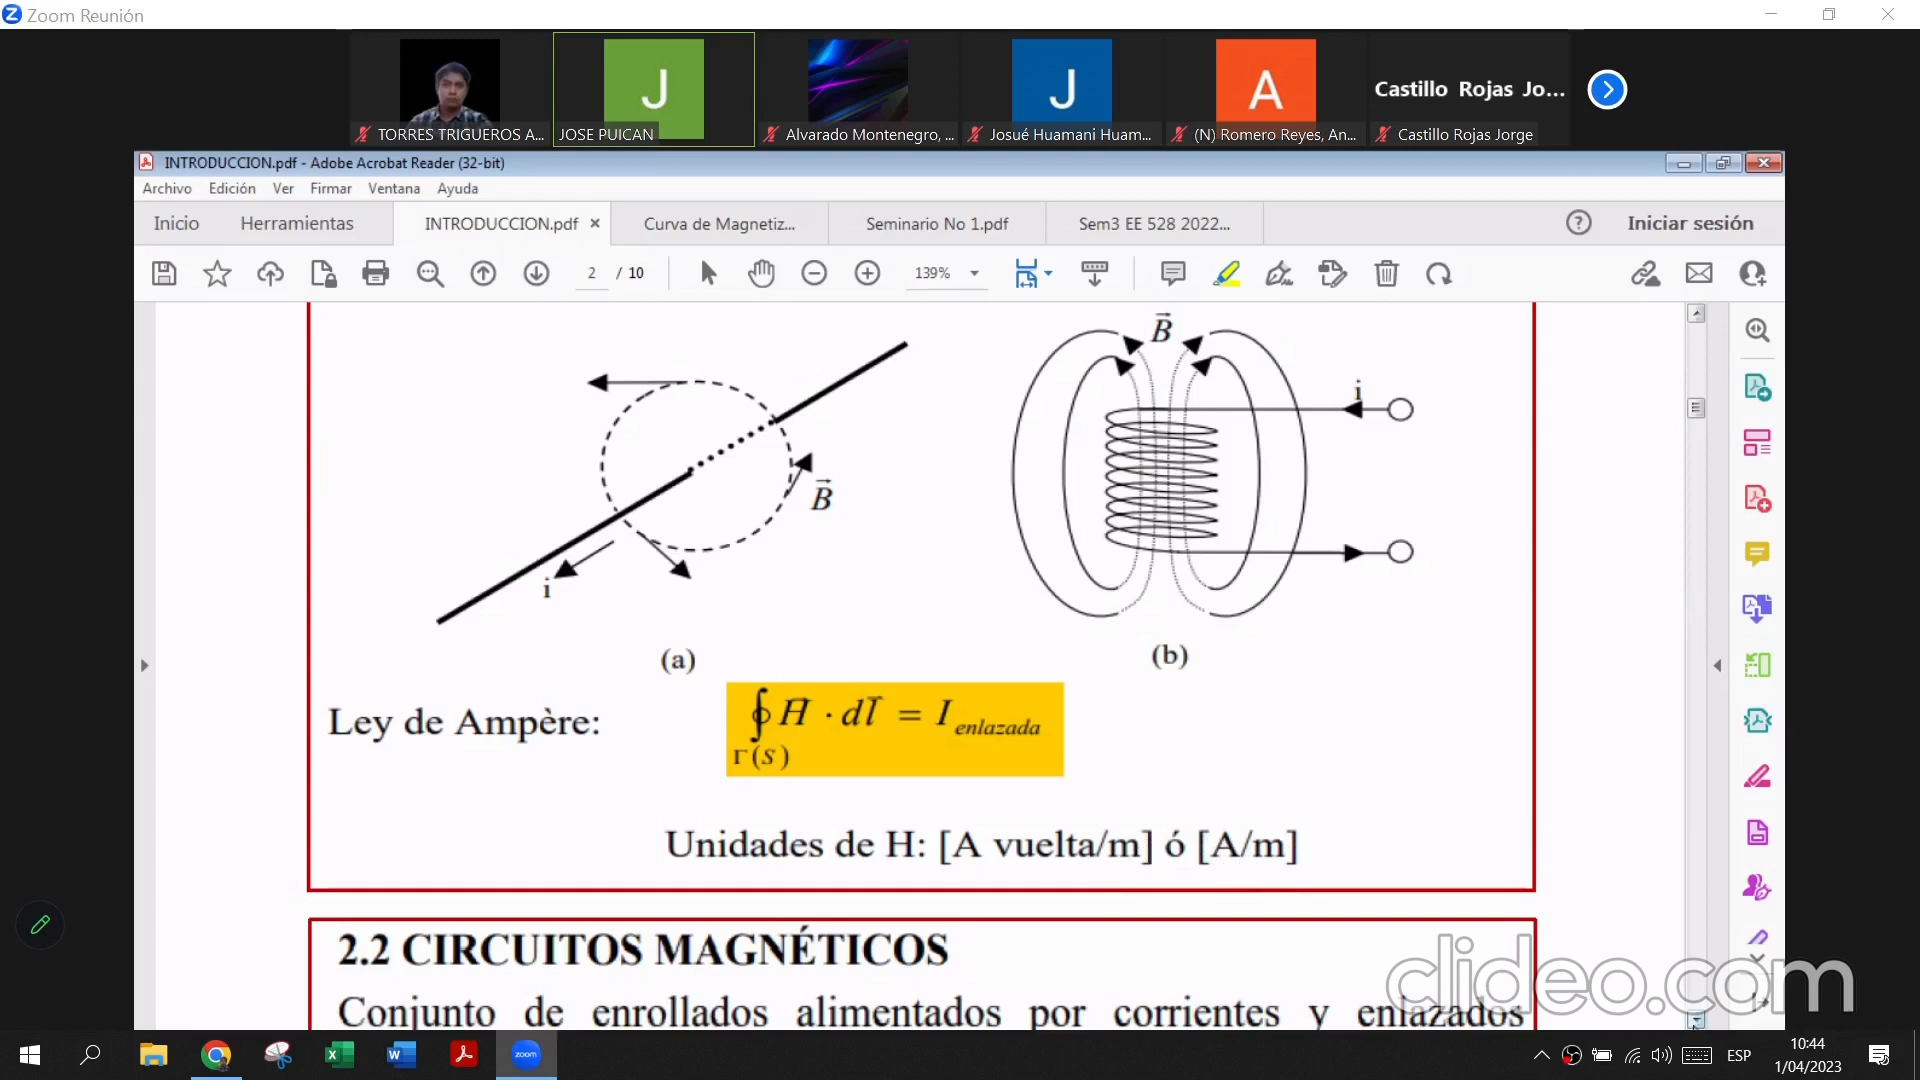 Zoom Reunión
Castillo Rojas Jo...
J
J
A
TORRES TRIGUEROS A...
JOSE PUICAN
Alvarado Montenegro, ...
Josué Huamani Huam...
(N) Romero Reyes, An...
Castillo Rojas Jorge
INTRODUCCION.pdf - Adobe Acrobat Reader (32-bit)
Archivo Edición Ver Firmar Ventana Ayuda
Inicio Herramientas INTRODUCCION.pdf Curva de Magnetiz... Seminario No 1.pdf Sem3 EE 528 2022... Iniciar sesión
2 / 10 139%
B⃗
i
B⃗
i
(a) (b)
Ley de Ampère: ∮ H⃗ · dl⃗ = I enlazada
Γ(S)
Unidades de H: [A vuelta/m] ó [A/m]
2.2 CIRCUITOS MAGNÉTICOS
Conjunto de enrollados alimentados por corrientes y enlazados
clideo.com
zoom
ESP
10:44
1/04/2023